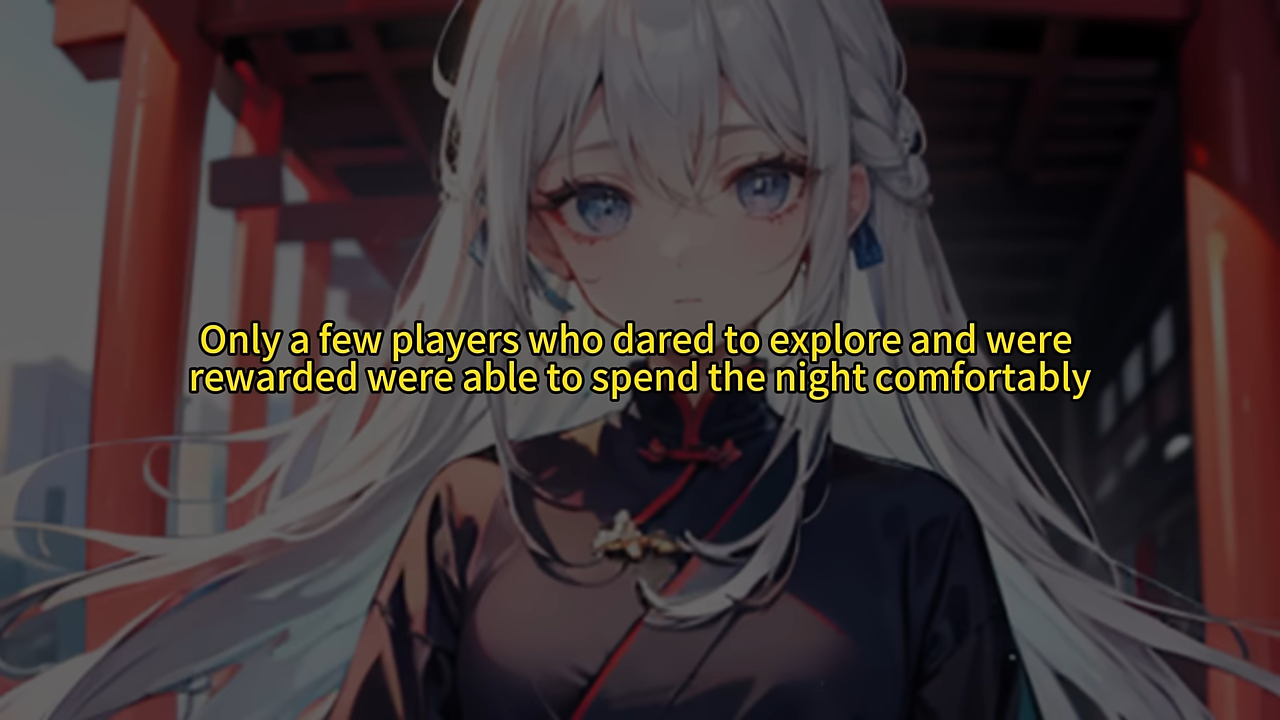 Only a few players who dared to explore and were
rewarded were able to spend the night comfortably